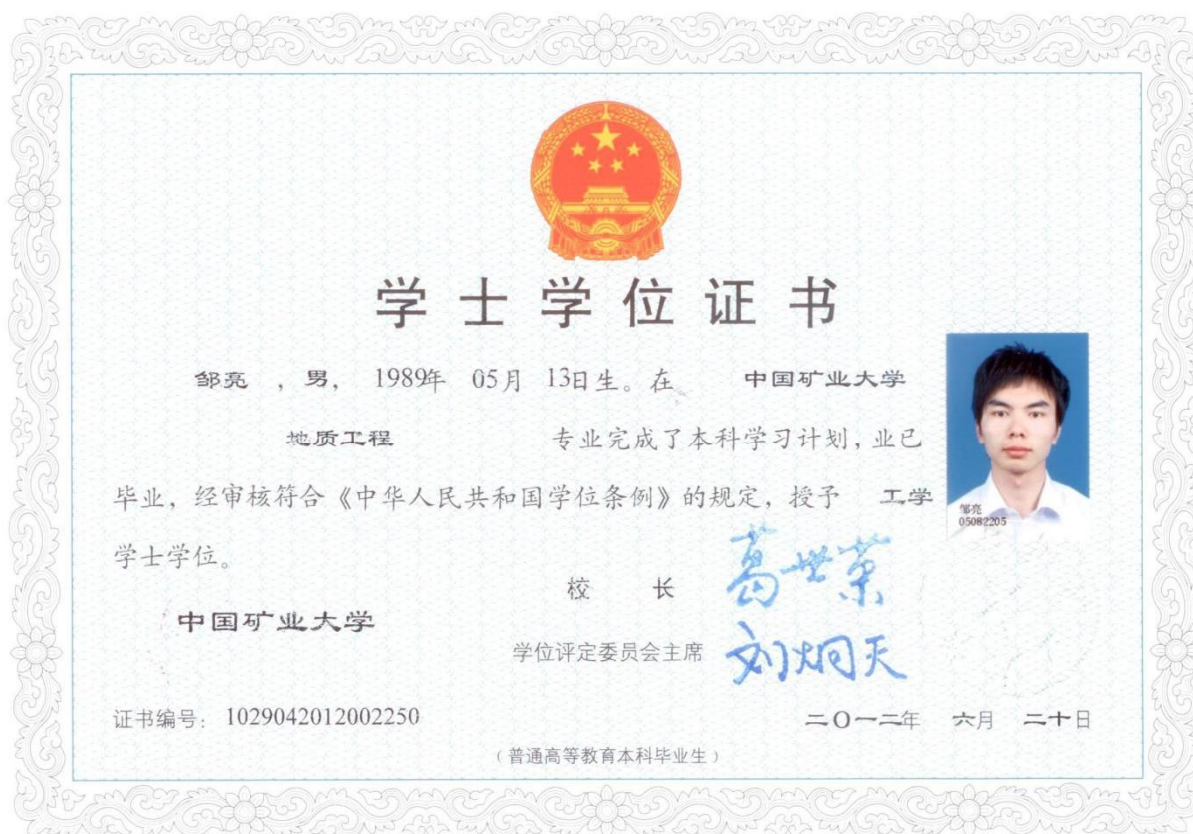 学士学位证书
邹亮 ，男， 1989年 05月 13日生。在 中国矿业大学
地质工程 专业完成了本科学习计划，业已
毕业，经审核符合《中华人民共和国学位条例》的规定，授予 工学
学士学位。
邹亮
05082205
校 长 葛世荣
中国矿业大学
学位评定委员会主席 刘炯天
证书编号：1029042012002250
二〇一二年 六月 二十日
（普通高等教育本科毕业生）